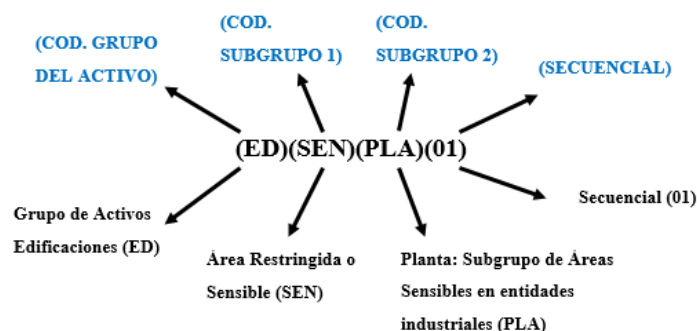 (COD. GRUPO
DEL ACTIVO)
(COD.
SUBGRUPO 1)
(COD.
SUBGRUPO 2)
(SECUENCIAL)
(ED)(SEN)(PLA)(01)
Grupo de Activos
Edificaciones (ED)
Área Restringida o
Sensible (SEN)
Planta: Subgrupo de Áreas
Sensibles en entidades
industriales (PLA)
Secuencial (01)